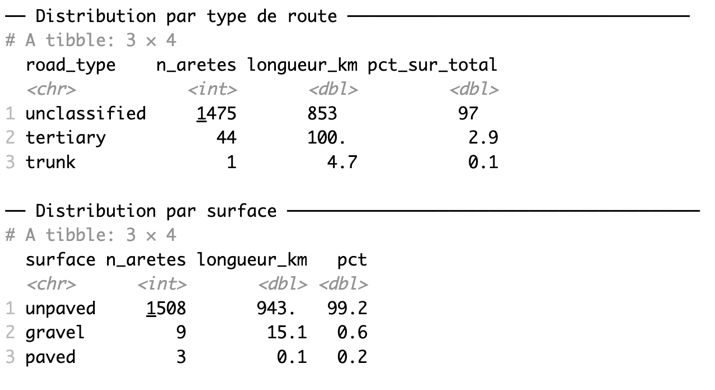 ── Distribution par type de route ──────────────────────────────
# A tibble: 3 × 4
  road_type    n_aretes longueur_km pct_sur_total
  <chr>           <int>       <dbl>         <dbl>
1 unclassified     1475       853            97
2 tertiary           44       100.            2.9
3 trunk               1         4.7           0.1

── Distribution par surface ────────────────────────────────────
# A tibble: 3 × 4
  surface n_aretes longueur_km   pct
  <chr>      <int>       <dbl> <dbl>
1 unpaved     1508       943.   99.2
2 gravel         9        15.1   0.6
3 paved          3         0.1   0.2